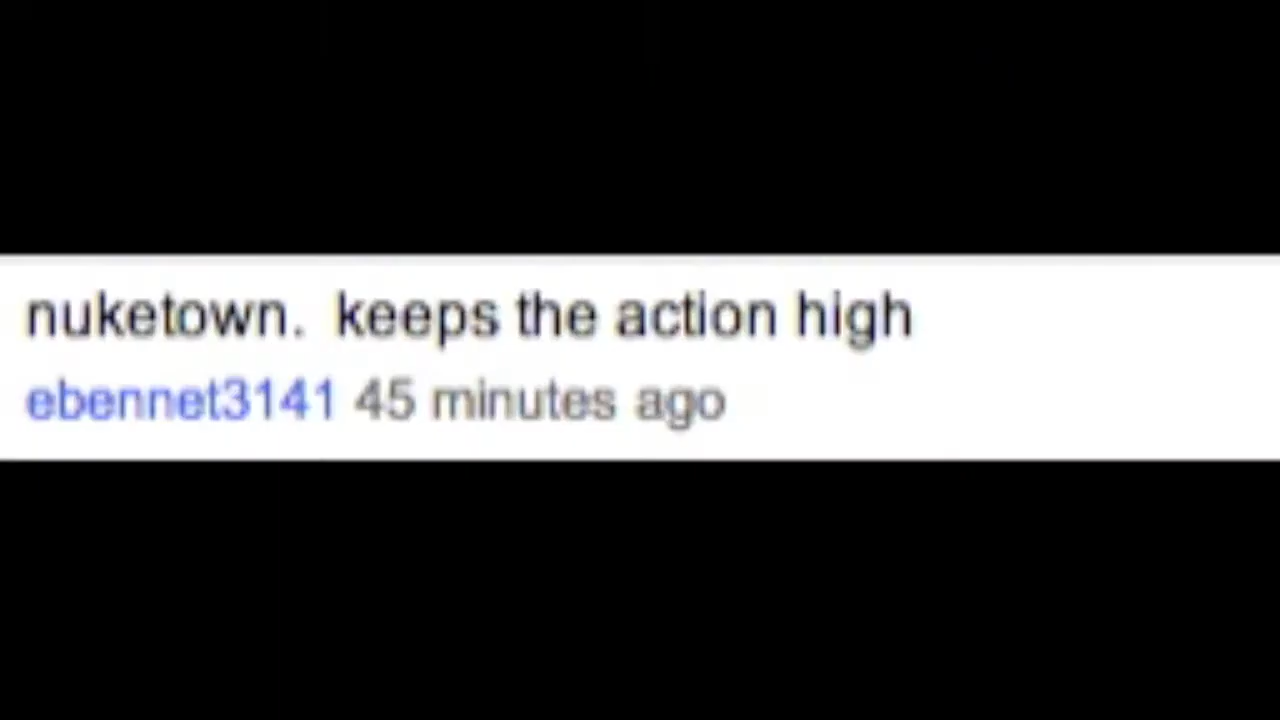 nuketown.  keeps the action high
ebennet3141 45 minutes ago